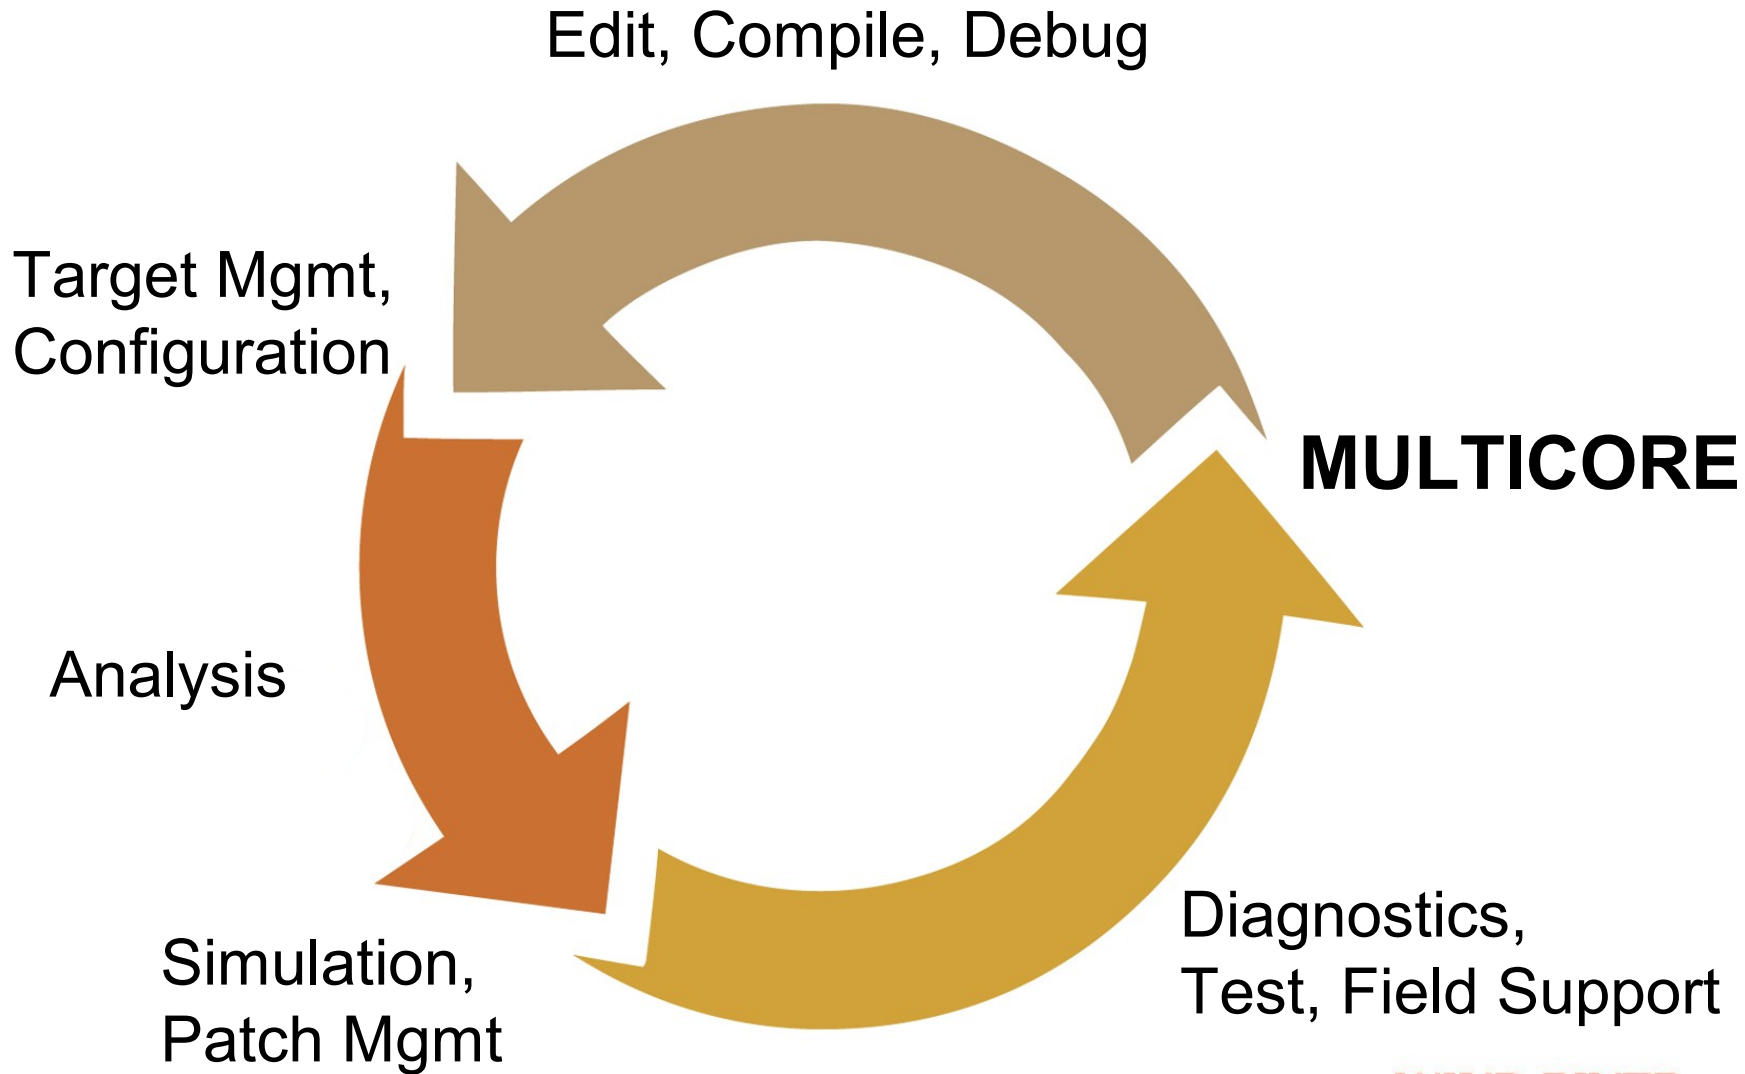 Edit, Compile, Debug
Target Mgmt,
Configuration
MULTICORE
Analysis
Diagnostics,
Test, Field Support
Simulation,
Patch Mgmt